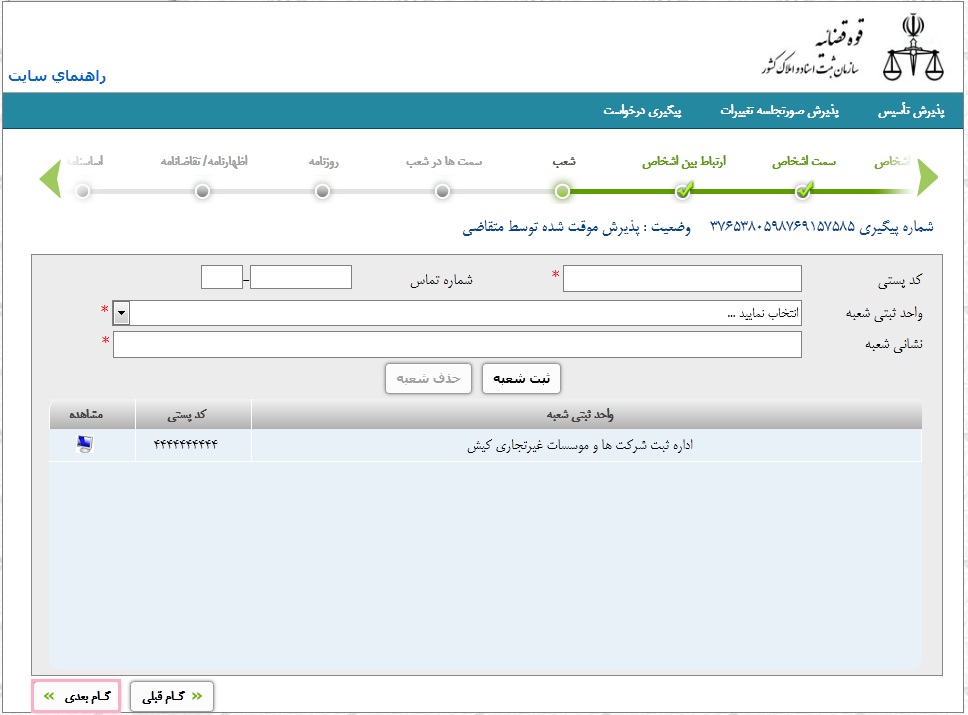 قوه قضائیه
سازمان ثبت اسناد و املاک کشور
راهنمای سایت
پذیرش تأسیس پذیرش صورتجلسه تغییرات پیگیری درخواست
اشخاص سمت اشخاص ارتباط بین اشخاص شعب سمت ها در شعب روزنامه اظهارنامه/ تقاضانامه اساسنامه
شماره پیگیری ۳۷۶۵۳۸۰۵۹۸۷۶۹۱۵۷۵۸۵ وضعیت : پذیرش موقت شده توسط متقاضی
کد پستی * شماره تماس -
واحد ثبتی شعبه انتخاب نمایید ... *
نشانی شعبه *
ثبت شعبه حذف شعبه
واحد ثبتی شعبه کد پستی مشاهده
اداره ثبت شرکت ها و موسسات غیرتجاری کیش ۴۴۴۴۴۴۴۴۴۴
گام قبلی گام بعدی